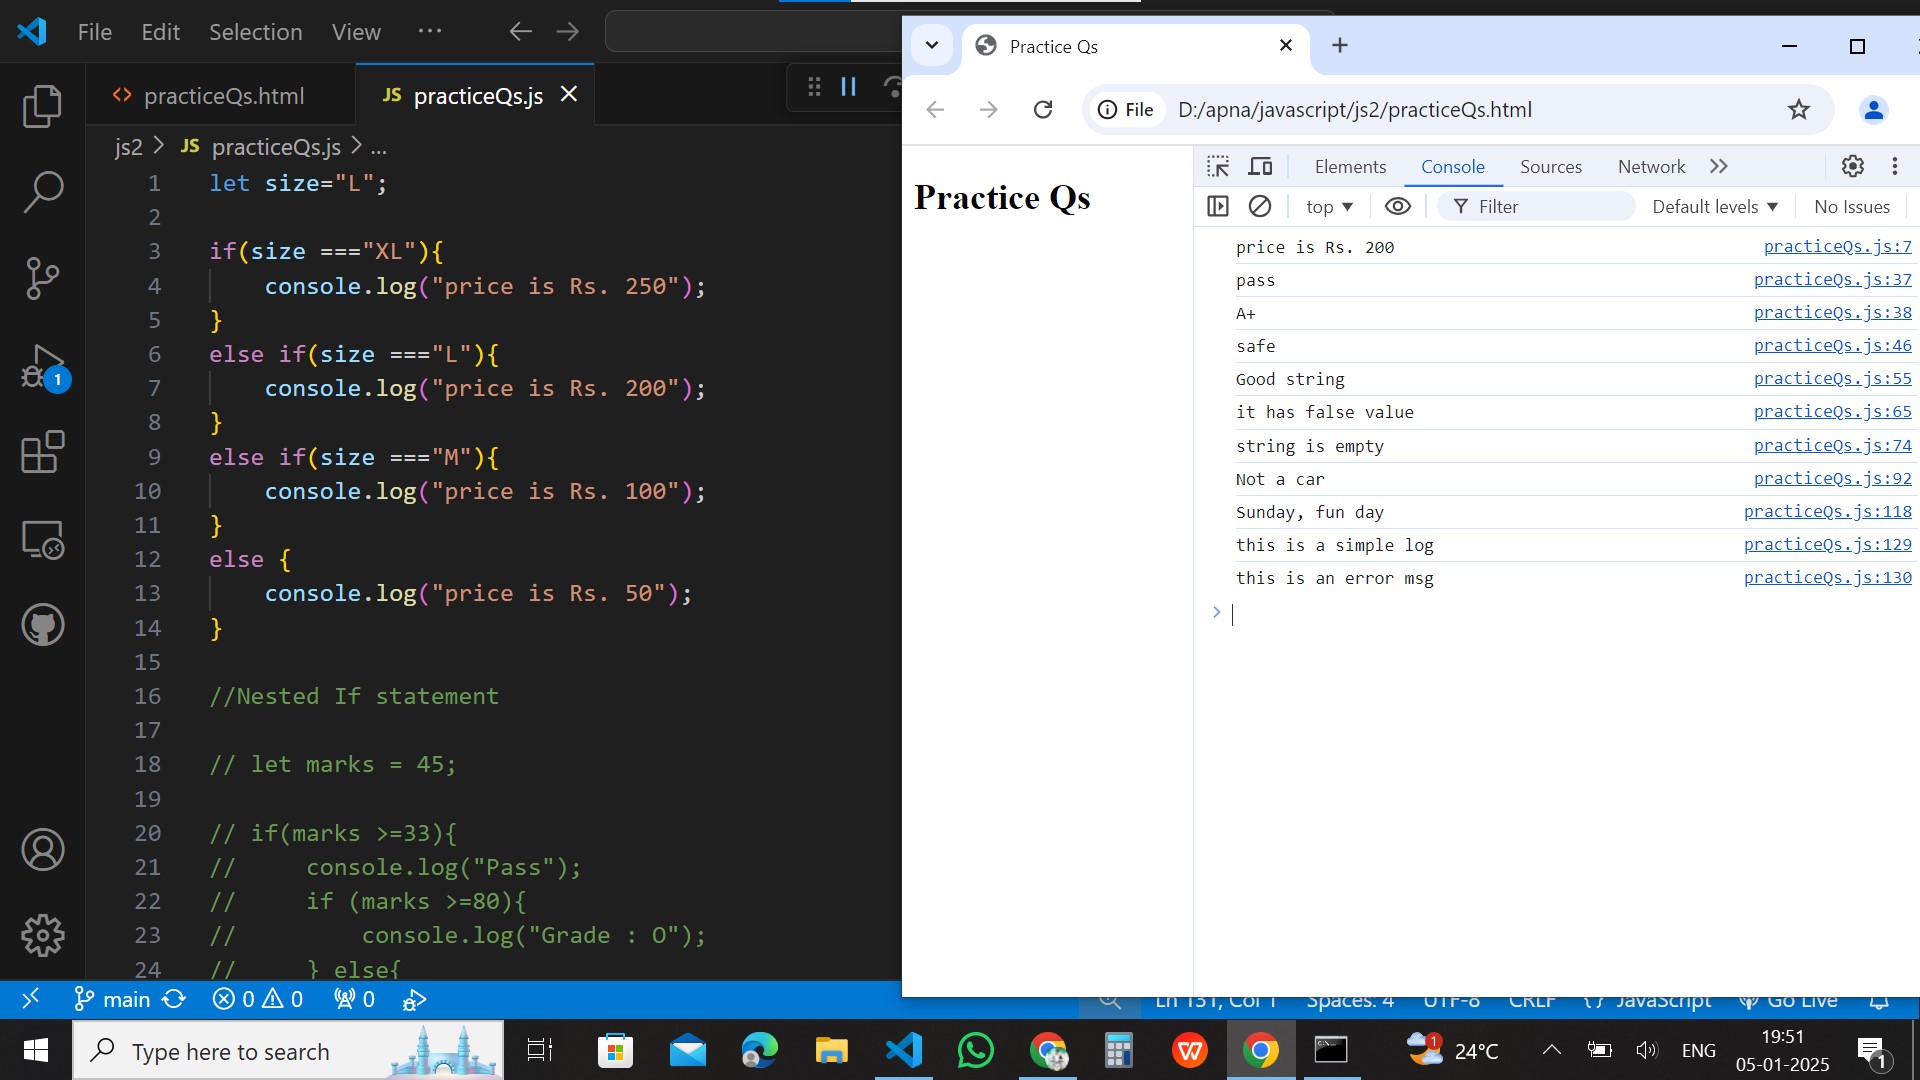 File Edit Selection View ...
practiceQs.html
JS practiceQs.js
js2 > JS practiceQs.js > ...
1 let size="L";
2
3 if(size ==="XL"){
4 console.log("price is Rs. 250");
5 }
6 else if(size ==="L"){
7 console.log("price is Rs. 200");
8 }
9 else if(size ==="M"){
10 console.log("price is Rs. 100");
11 }
12 else {
13 console.log("price is Rs. 50");
14 }
15
16 //Nested If statement
17
18 // let marks = 45;
19
20 // if(marks >=33){
21 // console.log("Pass");
22 // if (marks >=80){
23 // console.log("Grade : O");
24 // } else{
1
main 0 0 0
Practice Qs
File D:/apna/javascript/js2/practiceQs.html
Practice Qs
Elements Console Sources Network
top Filter Default levels No Issues
price is Rs. 200 practiceQs.js:7
pass practiceQs.js:37
A+ practiceQs.js:38
safe practiceQs.js:46
Good string practiceQs.js:55
it has false value practiceQs.js:65
string is empty practiceQs.js:74
Not a car practiceQs.js:92
Sunday, fun day practiceQs.js:118
this is a simple log practiceQs.js:129
this is an error msg practiceQs.js:130
>
Ln 131, Col 1 Spaces: 4 UTF-8 CRLF {} JavaScript Go Live
Type here to search
W
1
24°C
ENG
19:51
05-01-2025
1